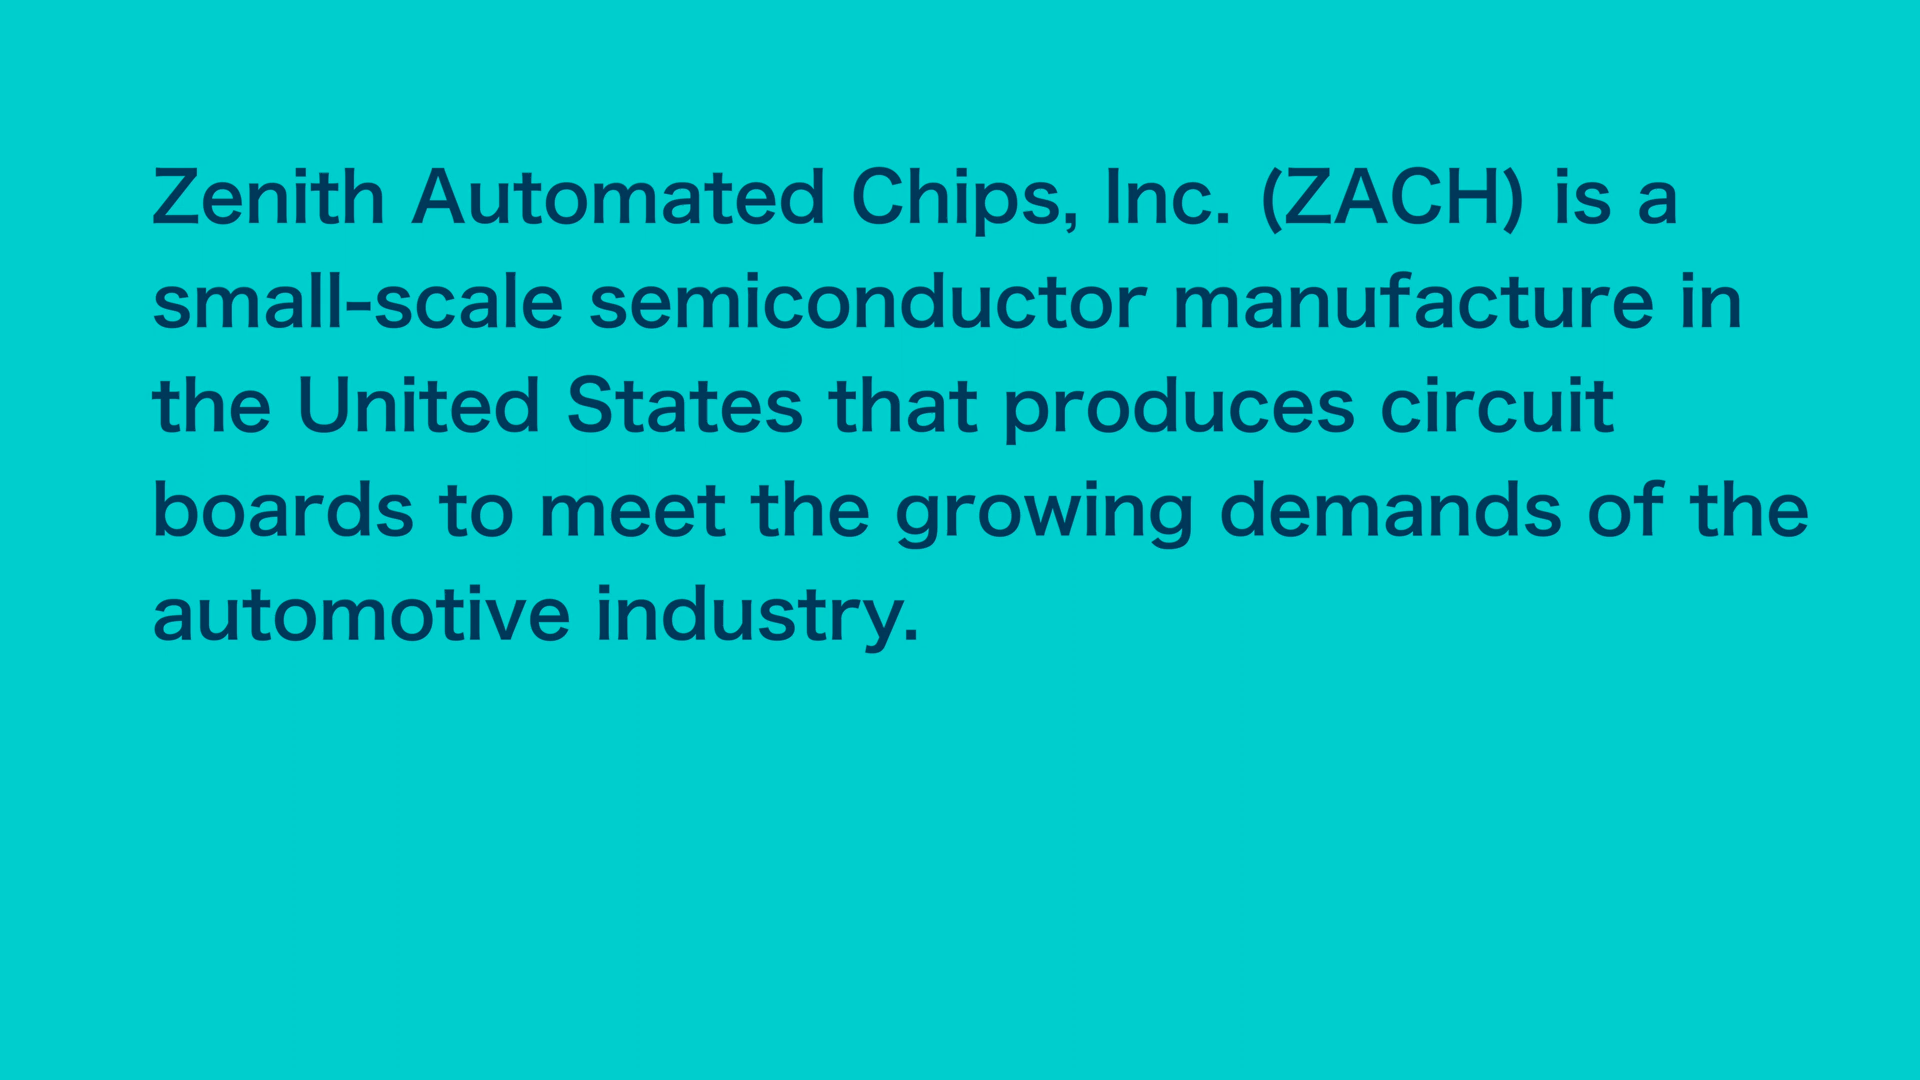 Zenith Automated Chips, Inc. (ZACH) is a
small-scale semiconductor manufacture in
the United States that produces circuit
boards to meet the growing demands of the
automotive industry.